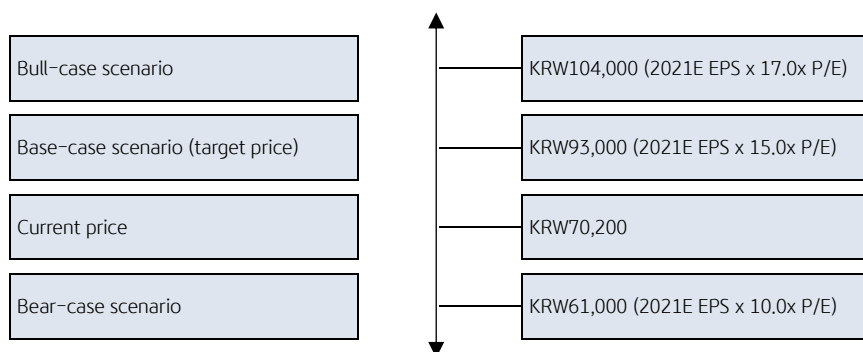 Bull-case scenario
KRW104,000 (2021E EPS x 17.0x P/E)
Base-case scenario (target price)
KRW93,000 (2021E EPS x 15.0x P/E)
Current price
KRW70,200
Bear-case scenario
KRW61,000 (2021E EPS x 10.0x P/E)